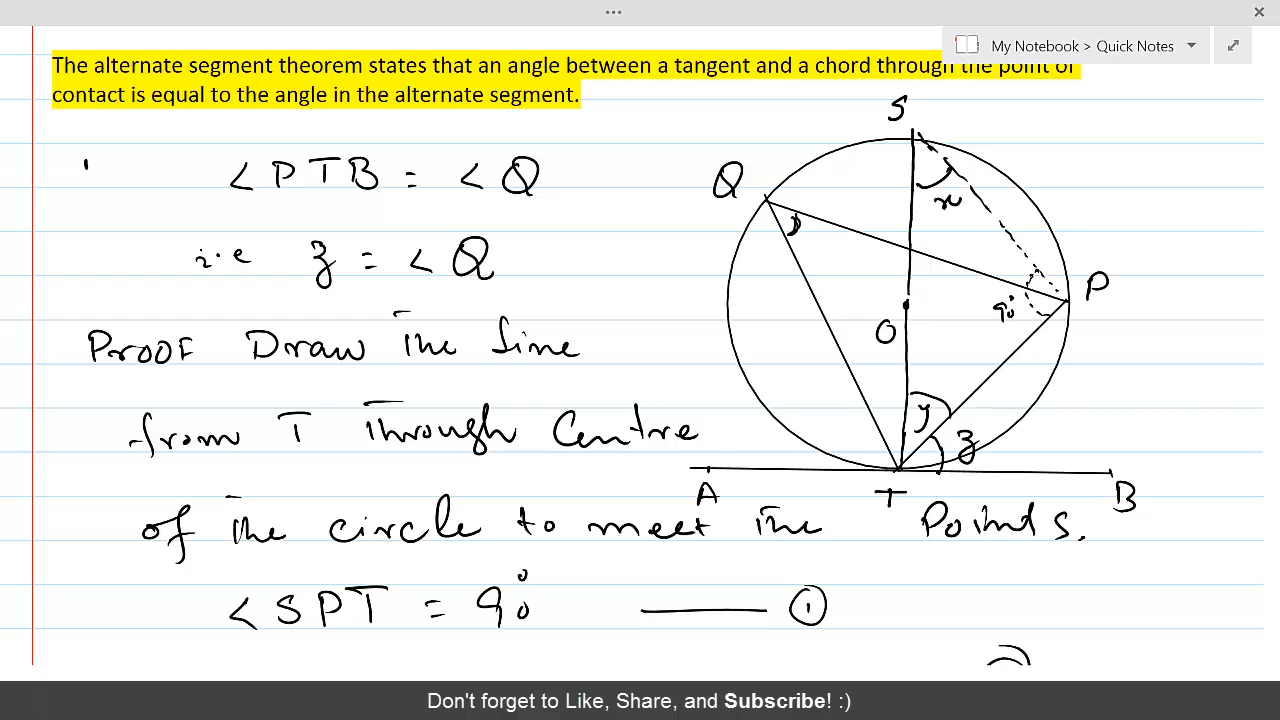 ...
My Notebook > Quick Notes
The alternate segment theorem states that an angle between a tangent and a chord through the point of
contact is equal to the angle in the alternate segment.
<PTB = <Q
i.e z = <Q
Proof Draw the line
from T through Centre
of the circle to meet the Point S.
<SPT = 90° ——— ①
S
Q
x
P
90°
O
y
z
A
T
B
Don't forget to Like, Share, and Subscribe! :)